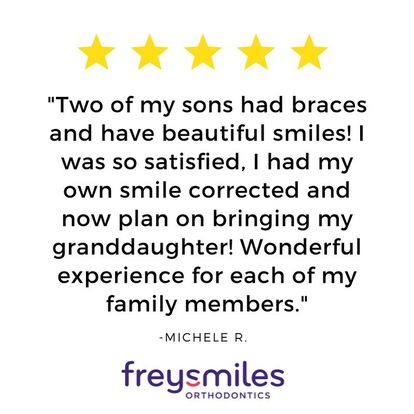 "Two of my sons had braces
and have beautiful smiles! I
was so satisfied, I had my
own smile corrected and
now plan on bringing my
granddaughter! Wonderful
experience for each of my
family members."
-MICHELE R.
freysmiles
ORTHODONTICS